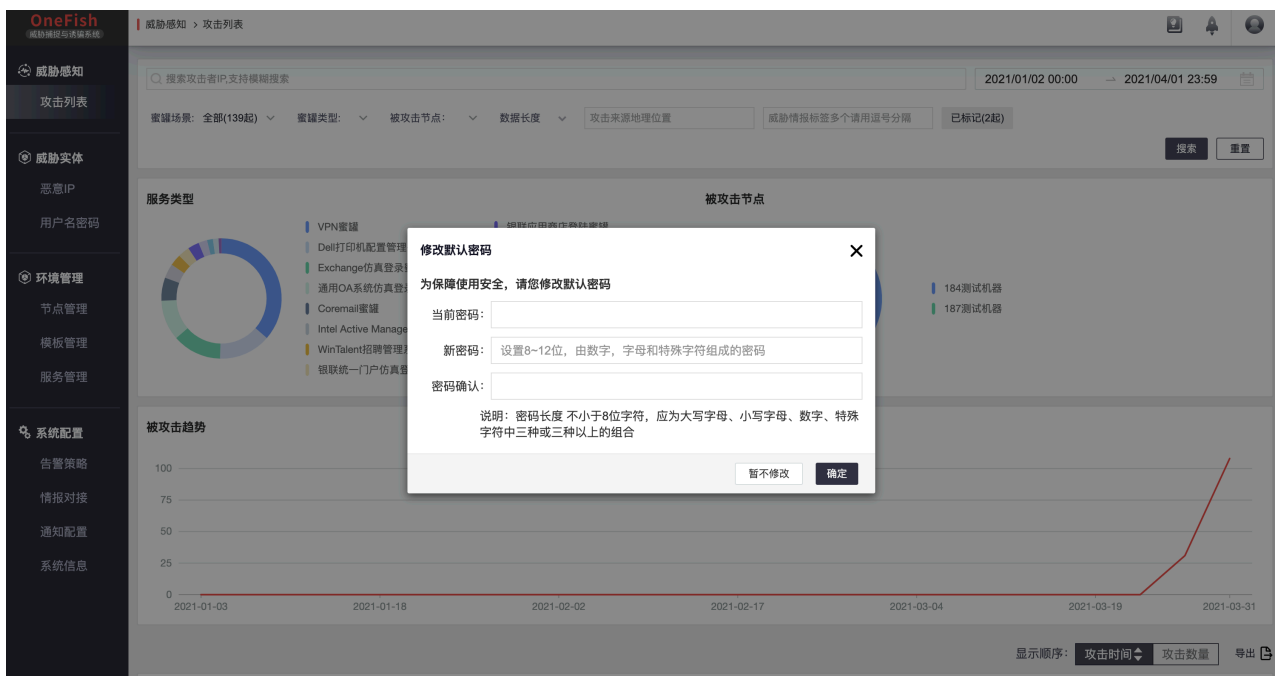 OneFish
威胁捕捉与诱骗系统
威胁感知 › 攻击列表
威胁感知
攻击列表
威胁实体
恶意IP
用户名密码
环境管理
节点管理
模板管理
服务管理
系统配置
告警策略
情报对接
通知配置
系统信息
搜索攻击者IP,支持模糊搜索
2021/01/02 00:00 → 2021/04/01 23:59
蜜罐场景: 全部(139起) 蜜罐类型: 被攻击节点: 数据长度 攻击来源地理位置 威胁情报标签多个请用逗号分隔 已标记(2起)
搜索 重置
服务类型
VPN蜜罐
Dell打印机配置管理
Exchange仿真登录
通用OA系统仿真登
Coremail蜜罐
Intel Active Manage
WinTalent招聘管理
银联统一门户仿真
银联应用商店登陆蜜罐
被攻击节点
184测试机器
187测试机器
修改默认密码
为保障使用安全，请您修改默认密码
当前密码:
新密码: 设置8~12位，由数字，字母和特殊字符组成的密码
密码确认:
说明：密码长度 不小于8位字符，应为大写字母、小写字母、数字、特殊
字符中三种或三种以上的组合
暂不修改 确定
被攻击趋势
100
75
50
25
0
2021-01-03 2021-01-18 2021-02-02 2021-02-17 2021-03-04 2021-03-19 2021-03-31
显示顺序: 攻击时间 攻击数量 导出